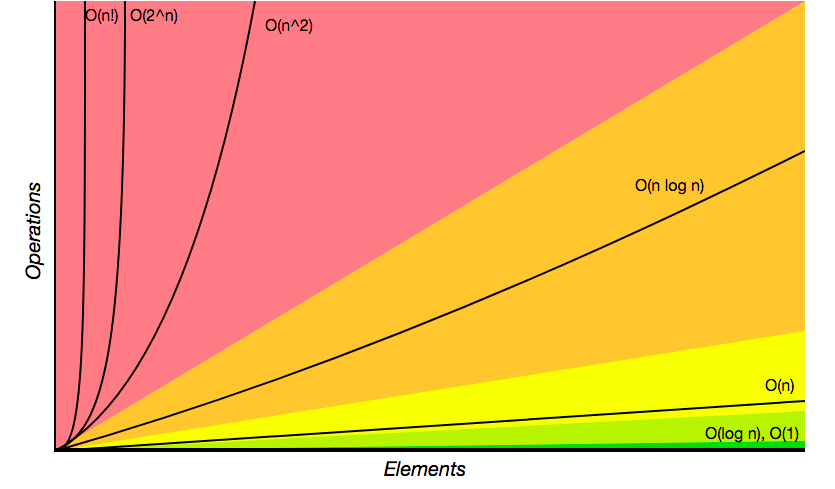 O(n!)
O(2^n)
O(n^2)
O(n log n)
O(n)
O(log n), O(1)
Operations
Elements